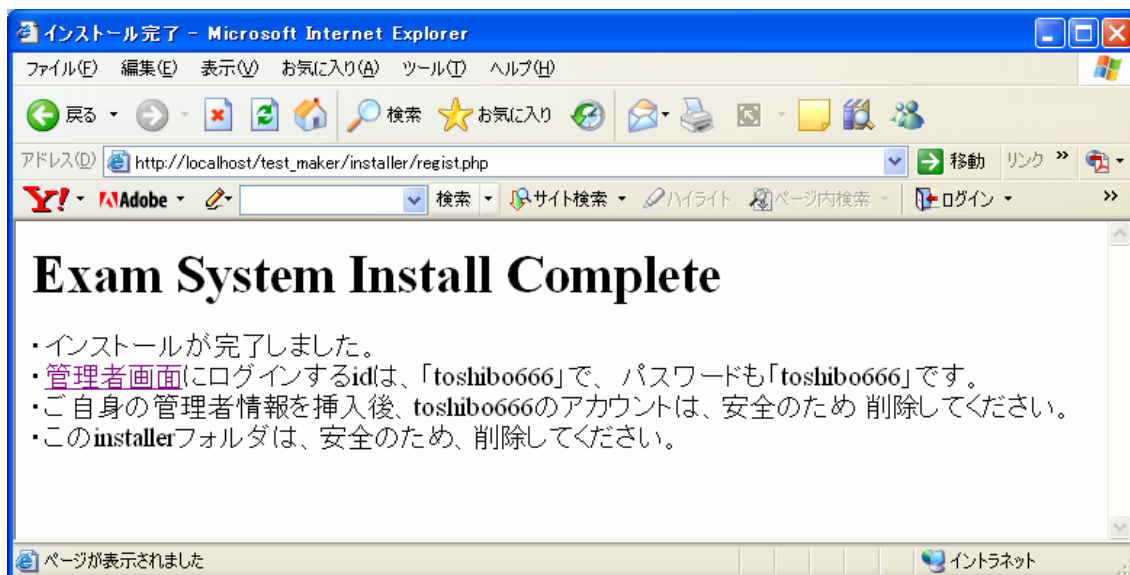 インストール完了 - Microsoft Internet Explorer
ファイル(F) 編集(E) 表示(V) お気に入り(A) ツール(T) ヘルプ(H)
戻る 検索 お気に入り
アドレス(D) http://localhost/test_maker/installer/regist.php 移動 リンク »
Y! Adobe 検索 サイト検索 ハイライト ページ内検索 ログイン »
Exam System Install Complete
・インストールが完了しました。
・管理者画面にログインするidは、「toshibo666」で、パスワードも「toshibo666」です。
・ご自身の管理者情報を挿入後、toshibo666のアカウントは、安全のため 削除してください。
・このinstallerフォルダは、安全のため、削除してください。
ページが表示されました イントラネット